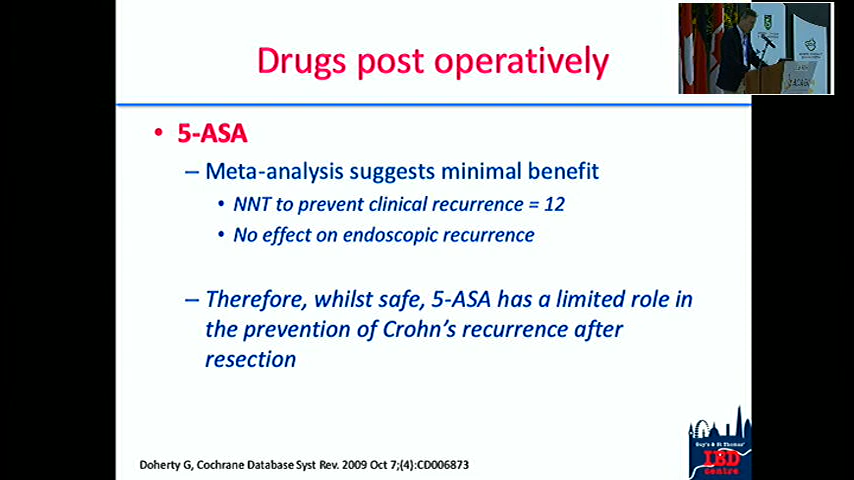 Drugs post operatively
• 5-ASA
– Meta-analysis suggests minimal benefit
• NNT to prevent clinical recurrence = 12
• No effect on endoscopic recurrence
– Therefore, whilst safe, 5-ASA has a limited role in
the prevention of Crohn's recurrence after
resection
Guy's & St Thomas'
IBD
centre
Doherty G, Cochrane Database Syst Rev. 2009 Oct 7;(4):CD006873